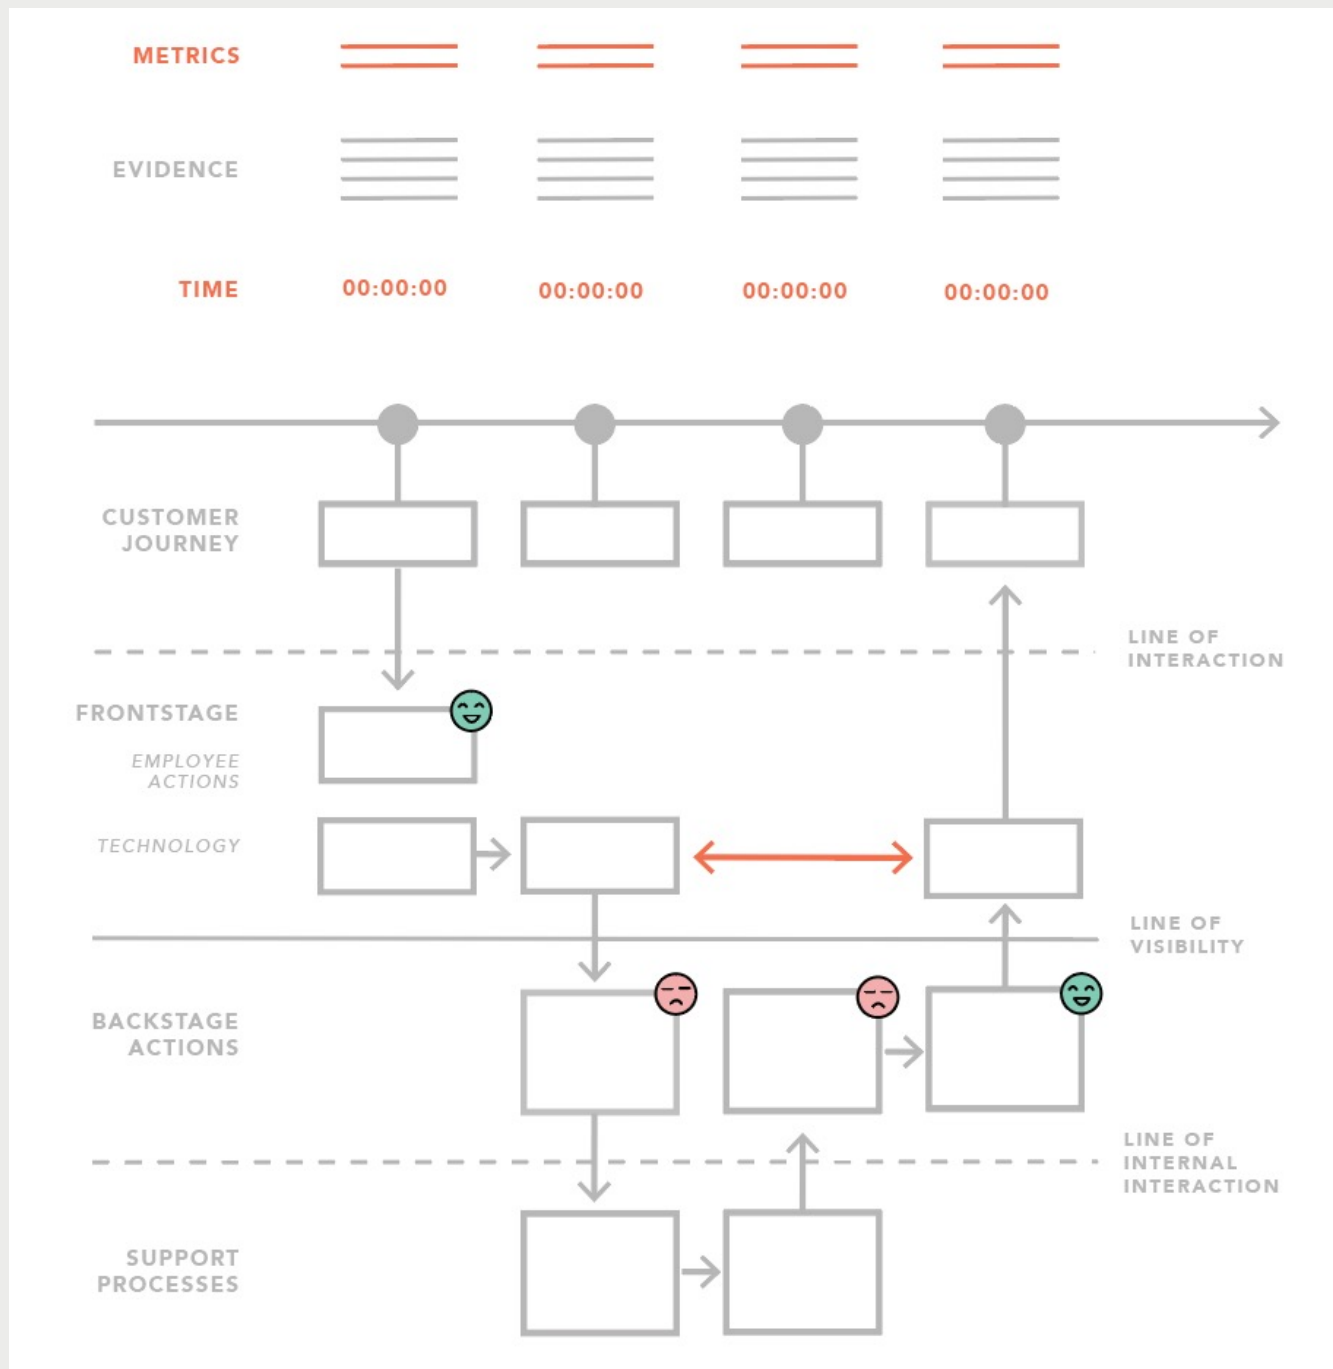 METRICS
EVIDENCE
TIME
00:00:00
00:00:00
00:00:00
00:00:00
CUSTOMER
JOURNEY
LINE OF
INTERACTION
FRONTSTAGE
EMPLOYEE
ACTIONS
TECHNOLOGY
LINE OF
VISIBILITY
BACKSTAGE
ACTIONS
LINE OF
INTERNAL
INTERACTION
SUPPORT
PROCESSES